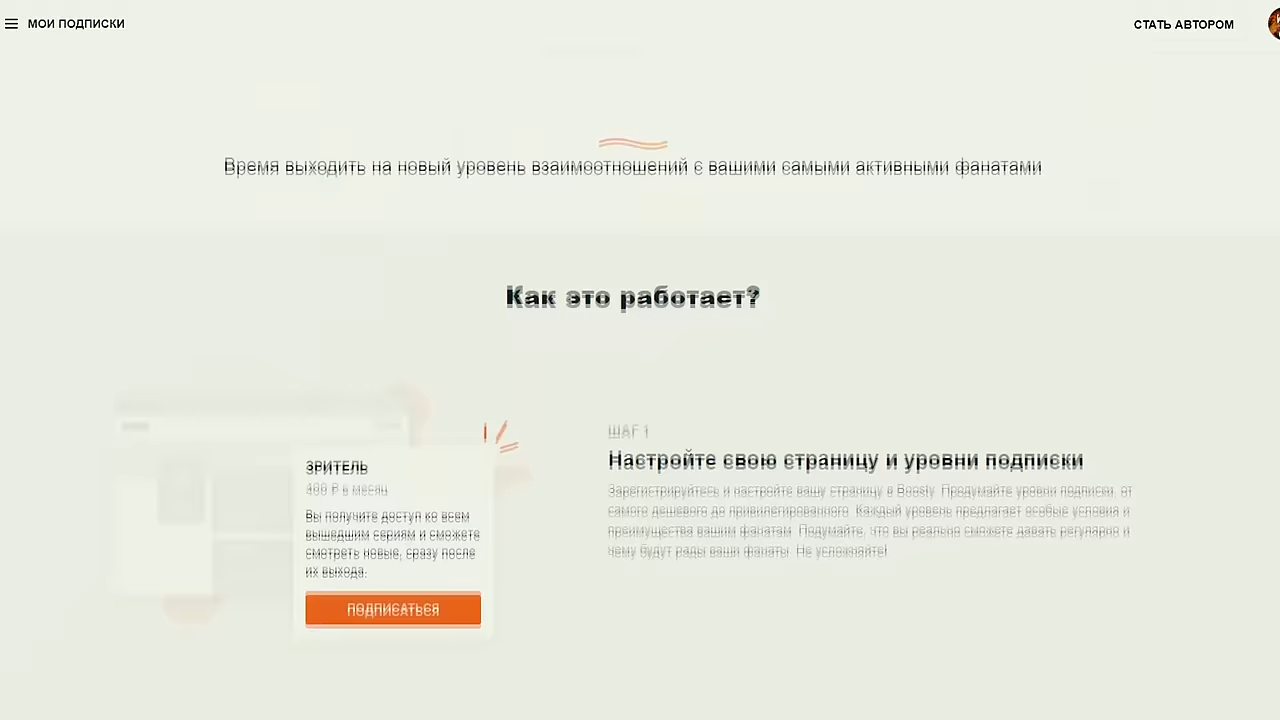 МОИ ПОДПИСКИ
СТАТЬ АВТОРОМ
Время выходить на новый уровень взаимоотношений с вашими самыми активными фанатами
Как это работает?
ШАГ 1
Настройте свою страницу и уровни подписки
Зарегистрируйтесь и настройте вашу страницу в Boosty. Продумайте уровни подписки, от
самого дешевого до привилегированного. Каждый уровень предлагает особые условия и
преимущества вашим фанатам. Подумайте, что вы реально сможете давать регулярно и
чему будут рады ваши фанаты. Не усложняйте!
ЗРИТЕЛЬ
400 ₽ в месяц
Вы получите доступ ко всем
вышедшим сериям и сможете
смотреть новые, сразу после
их выхода.
ПОДПИСАТЬСЯ